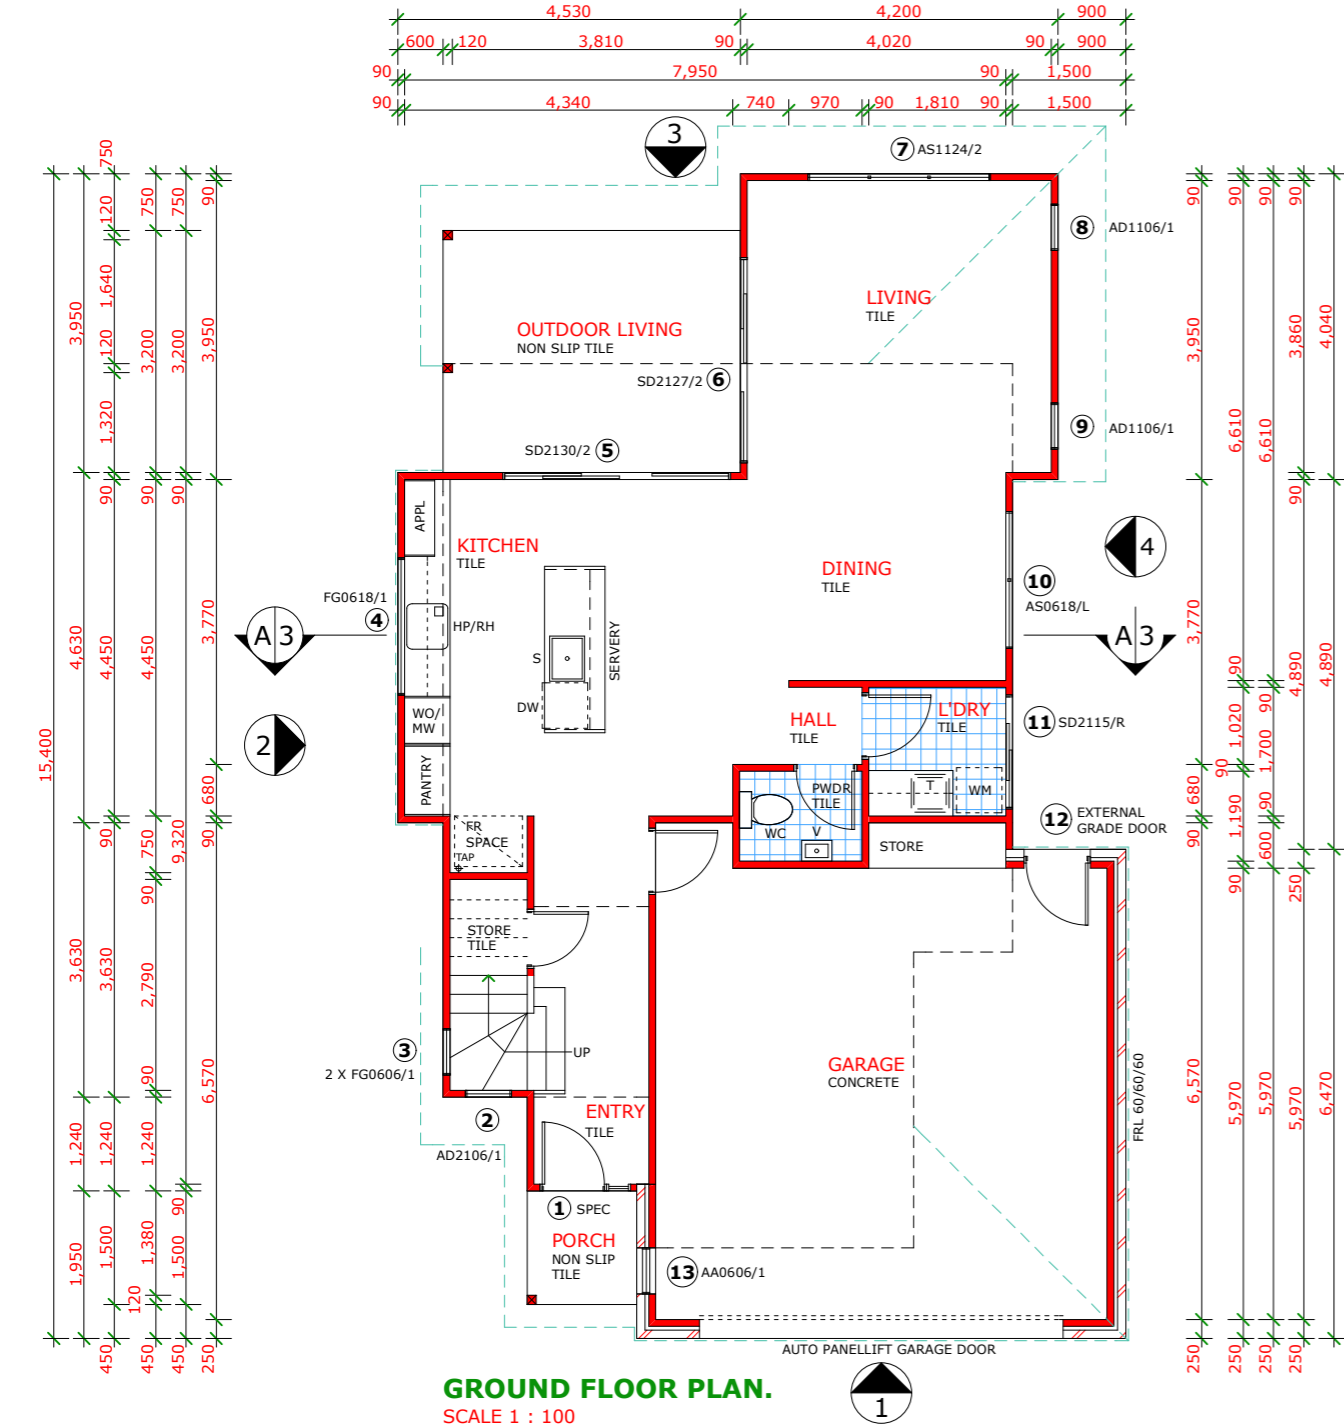 4,530
4,200
900
600
120
3,810
90
4,020
90
900
90
7,950
90
1,500
90
4,340
740
970
90
1,810
90
1,500
3
7 AS1124/2
8 AD1106/1
LIVING
TILE
OUTDOOR LIVING
NON SLIP TILE
SD2127/2 6
9 AD1106/1
SD2130/2 5
APPL
KITCHEN
TILE
4
DINING
TILE
10
AS0618/L
FG0618/1
4
HP/RH
A 3
A 3
S
SERVERY
DW
WO/
MW
2
HALL
TILE
L'DRY
TILE
11 SD2115/R
PANTRY
PWDR
TILE
T
WM
WC
V
12 EXTERNAL
GRADE DOOR
FR
SPACE
TAP
STORE
STORE
TILE
3
2 X FG0606/1
UP
GARAGE
CONCRETE
FRL 60/60/60
2
AD2106/1
ENTRY
TILE
1 SPEC
PORCH
NON SLIP
TILE
13 AA0606/1
AUTO PANELLIFT GARAGE DOOR
1
GROUND FLOOR PLAN.
SCALE 1 : 100
15,400
3,950
4,630
3,630
1,240
1,950
750
120
1,640
120
1,320
90
4,450
90
3,630
1,240
1,500
450
750
3,200
90
4,450
750
90
2,790
90
1,240
1,380
120
450
750
3,200
90
9,320
90
1,500
450
90
3,950
3,770
680
90
6,570
250
90
3,950
3,770
680
90
6,570
250
90
6,610
90
1,020
90
1,190
90
5,970
250
90
6,610
90
1,700
90
600
5,970
250
90
3,860
90
4,890
250
5,970
250
4,040
4,890
6,470